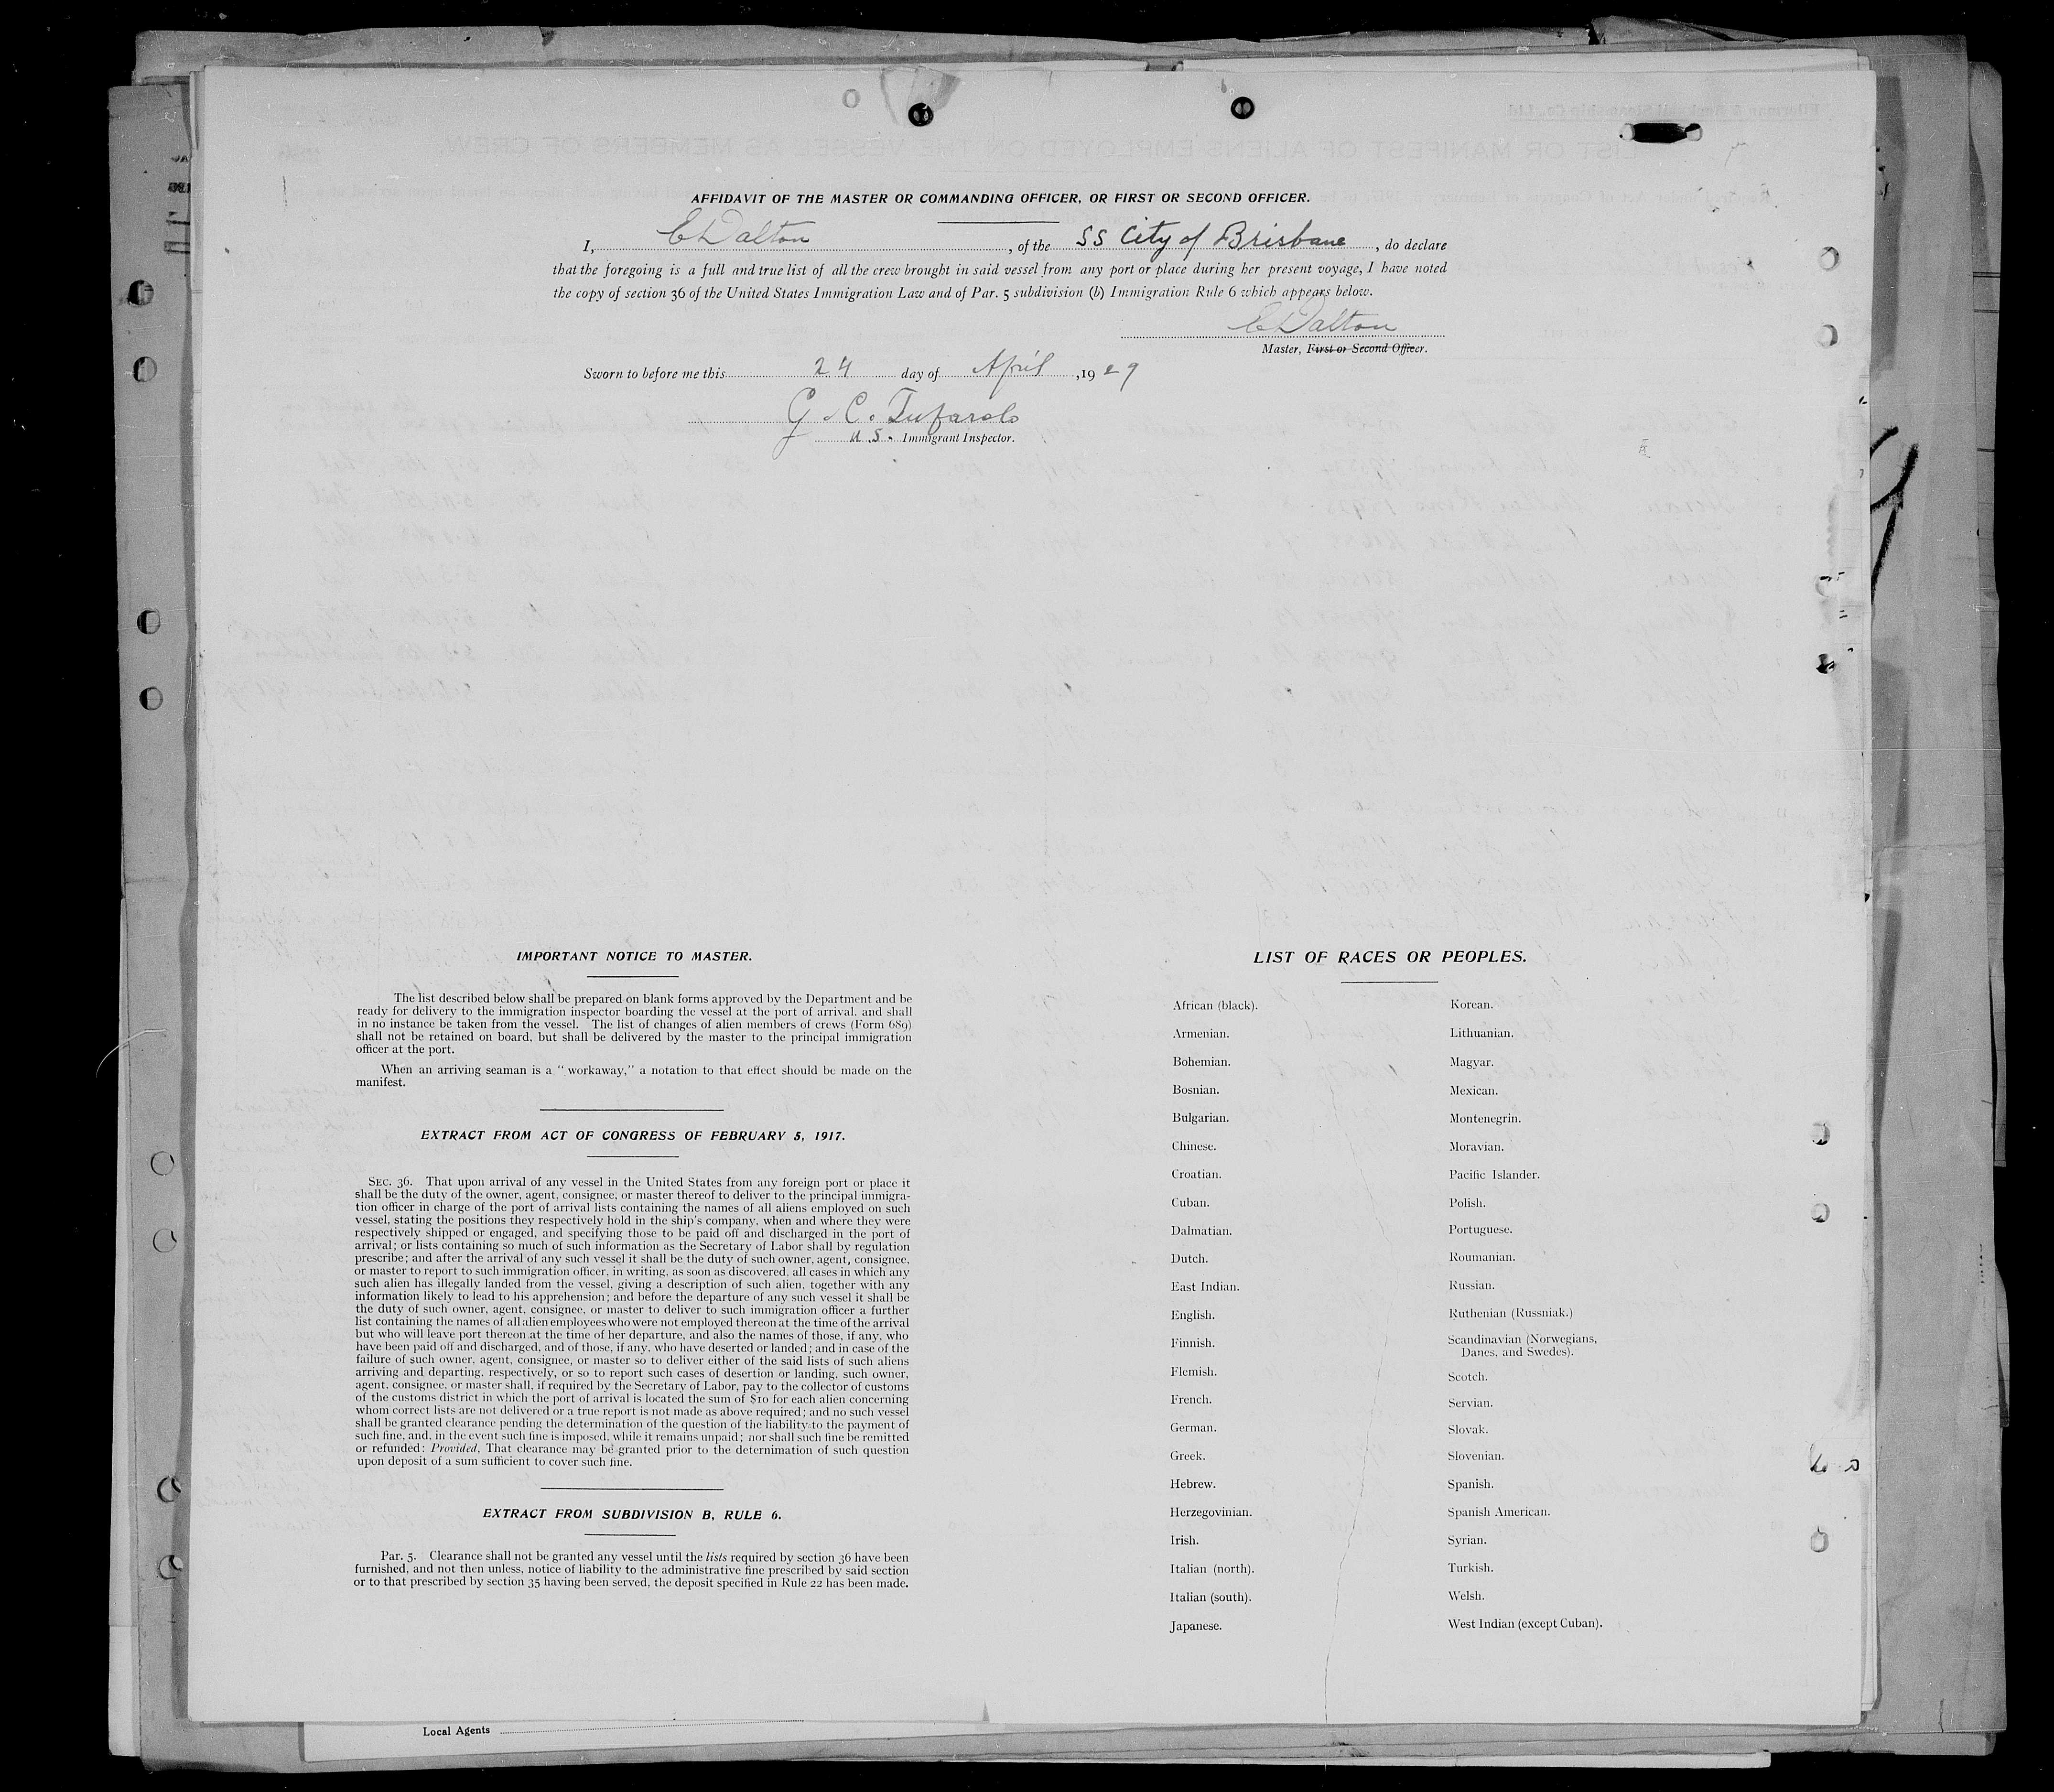 AFFIDAVIT OF THE MASTER OR COMMANDING OFFICER, OR FIRST OR SECOND OFFICER.
I, C Dalton, of the SS City of Brisbane, do declare
that the foregoing is a full and true list of all the crew brought in said vessel from any port or place during her present voyage, I have noted
the copy of section 36 of the United States Immigration Law and of Par. 5 subdivision (b) Immigration Rule 6 which appears below.
C Dalton
Master, First or Second Officer.
Sworn to before me this 24 day of April, 1929
G. C. Tufarolo
U.S. Immigrant Inspector.
IMPORTANT NOTICE TO MASTER.
The list described below shall be prepared on blank forms approved by the Department and be
ready for delivery to the immigration inspector boarding the vessel at the port of arrival, and shall
in no instance be taken from the vessel. The list of changes of alien members of crews (Form 689)
shall not be retained on board, but shall be delivered by the master to the principal immigration
officer at the port.
When an arriving seaman is a "workaway," a notation to that effect should be made on the
manifest.
EXTRACT FROM ACT OF CONGRESS OF FEBRUARY 5, 1917.
SEC. 36. That upon arrival of any vessel in the United States from any foreign port or place it
shall be the duty of the owner, agent, consignee, or master thereof to deliver to the principal immigra-
tion officer in charge of the port of arrival lists containing the names of all aliens employed on such
vessel, stating the positions they respectively hold in the ship's company, when and where they were
respectively shipped or engaged, and specifying those to be paid off and discharged in the port of
arrival; or lists containing so much of such information as the Secretary of Labor shall by regulation
prescribe; and after the arrival of any such vessel it shall be the duty of such owner, agent, consignee,
or master to report to such immigration officer, in writing, as soon as discovered, all cases in which any
such alien has illegally landed from the vessel, giving a description of such alien, together with any
information likely to lead to his apprehension; and before the departure of any such vessel it shall be
the duty of such owner, agent, consignee, or master to deliver to such immigration officer a further
list containing the names of all alien employees who were not employed thereon at the time of the arrival
but who will leave port thereon at the time of her departure, and also the names of those, if any, who
have been paid off and discharged, and of those, if any, who have deserted or landed; and in case of the
failure of such owner, agent, consignee, or master so to deliver either of the said lists of such aliens
arriving and departing, respectively, or so to report such cases of desertion or landing, such owner,
agent, consignee, or master shall, if required by the Secretary of Labor, pay to the collector of customs
of the customs district in which the port of arrival is located the sum of $10 for each alien concerning
whom correct lists are not delivered or a true report is not made as above required; and no such vessel
shall be granted clearance pending the determination of the question of the liability to the payment of
such fine, and, in the event such fine is imposed, while it remains unpaid; nor shall such fine be remitted
or refunded: Provided, That clearance may be granted prior to the deternimation of such question
upon deposit of a sum sufficient to cover such fine.
EXTRACT FROM SUBDIVISION B, RULE 6.
Par. 5. Clearance shall not be granted any vessel until the lists required by section 36 have been
furnished, and not then unless, notice of liability to the administrative fine prescribed by said section
or to that prescribed by section 35 having been served, the deposit specified in Rule 22 has been made.
LIST OF RACES OR PEOPLES.
African (black).
Armenian.
Bohemian.
Bosnian.
Bulgarian.
Chinese.
Croatian.
Cuban.
Dalmatian.
Dutch.
East Indian.
English.
Finnish.
Flemish.
French.
German.
Greek.
Hebrew.
Herzegovinian.
Irish.
Italian (north).
Italian (south).
Japanese.
Korean.
Lithuanian.
Magyar.
Mexican.
Montenegrin.
Moravian.
Pacific Islander.
Polish.
Portuguese.
Roumanian.
Russian.
Ruthenian (Russniak.)
Scandinavian (Norwegians,
Danes, and Swedes).
Scotch.
Servian.
Slovak.
Slovenian.
Spanish.
Spanish American.
Syrian.
Turkish.
Welsh.
West Indian (except Cuban).
Local Agents